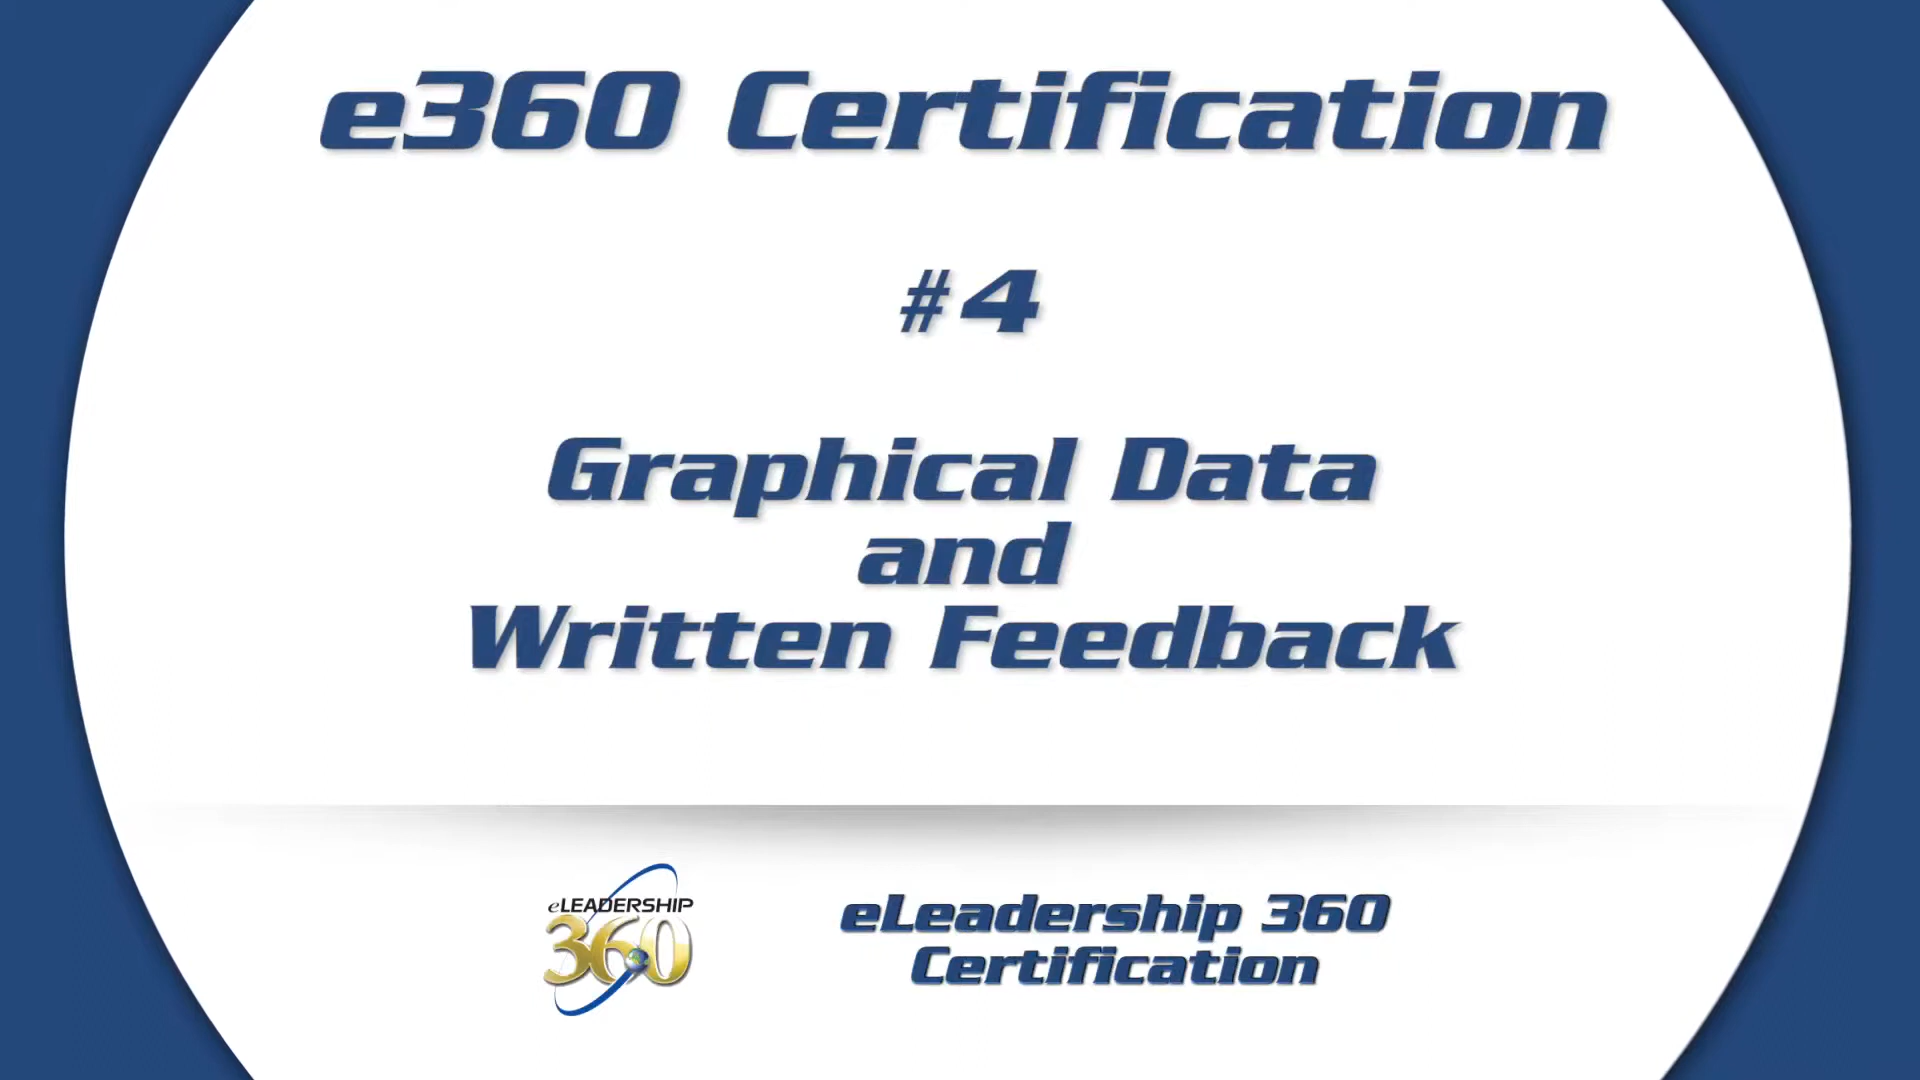 e360 Certification
#4
Graphical Data
and
Written Feedback
eLEADERSHIP
360
eLeadership 360
Certification